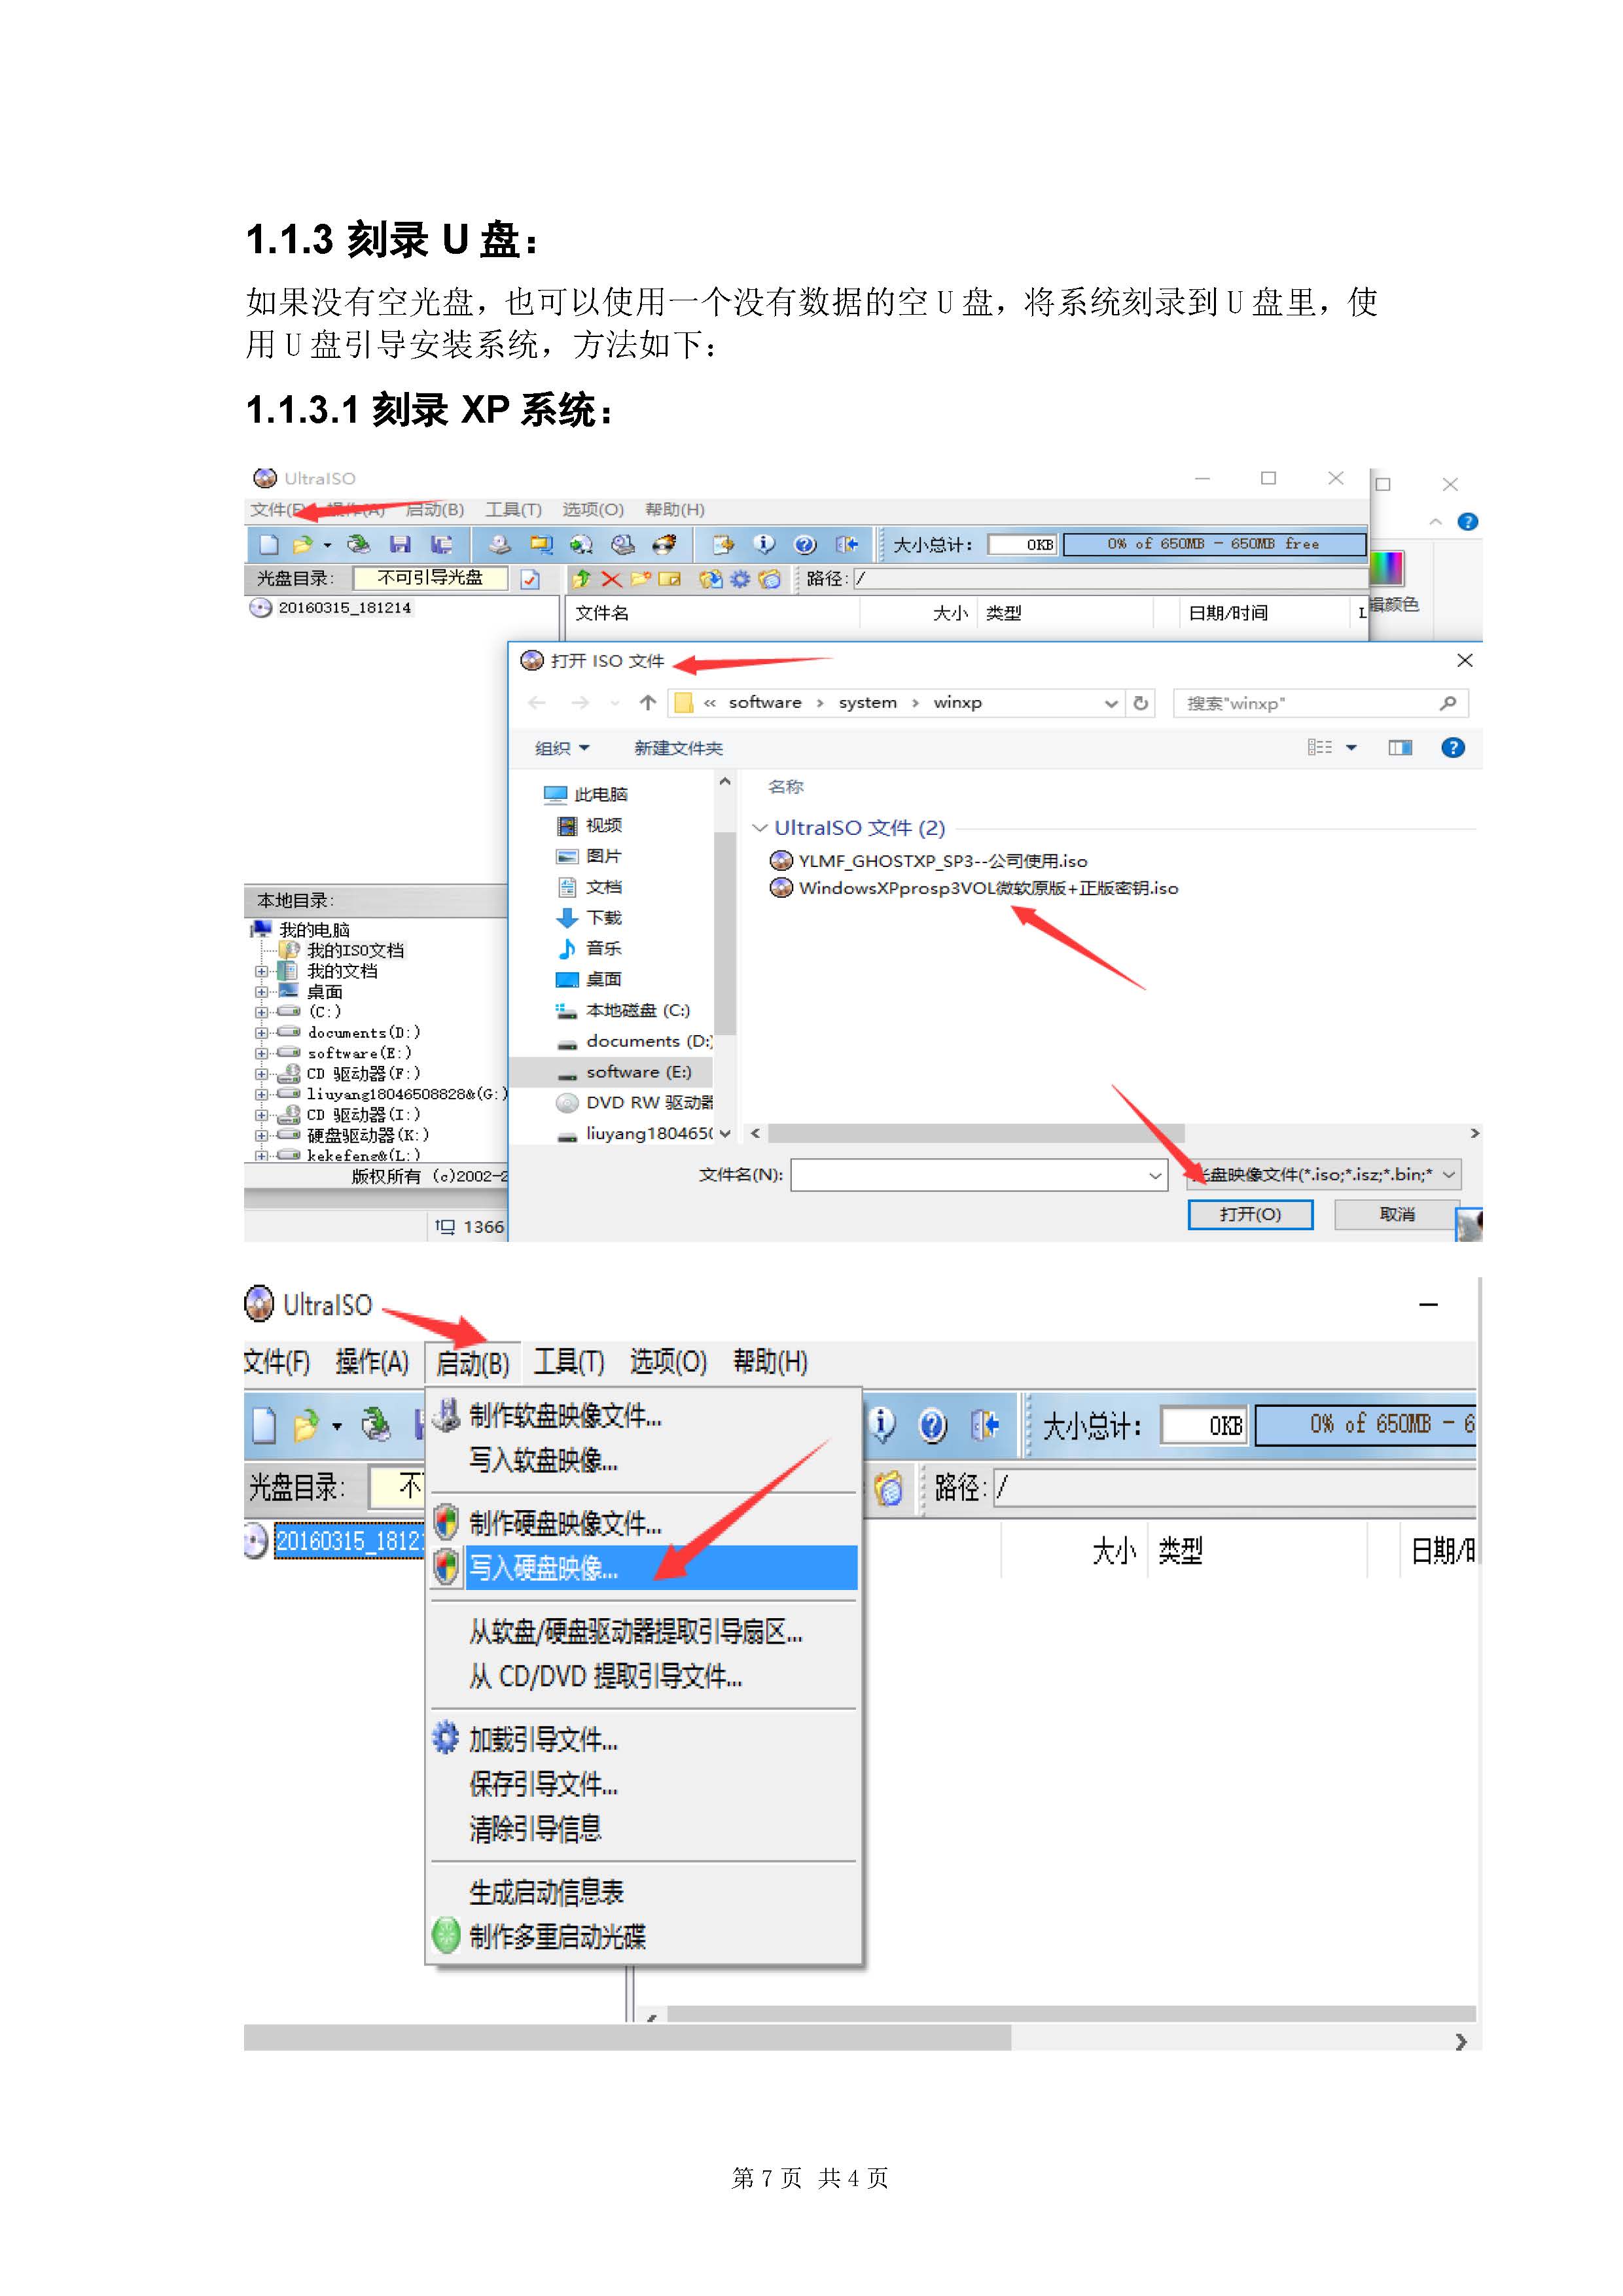 1.1.3 刻录 U 盘：
如果没有空光盘，也可以使用一个没有数据的空 U 盘，将系统刻录到 U 盘里，使
用 U 盘引导安装系统，方法如下：
1.1.3.1 刻录 XP 系统：
UltraISO
文件(F) 操作(A) 启动(B) 工具(T) 选项(O) 帮助(H)
大小总计： 0KB 0% of 650MB - 650MB free
光盘目录： 不可引导光盘 路径：/
辑颜色
20160315_181214
文件名 大小 类型 日期/时间
打开 ISO 文件
« software › system › winxp
搜索"winxp"
组织 新建文件夹
此电脑
视频
图片
文档
下载
音乐
桌面
本地磁盘 (C:)
documents (D:)
software (E:)
DVD RW 驱动器
liuyang180465
名称
UltraISO 文件 (2)
YLMF_GHOSTXP_SP3--公司使用.iso
WindowsXPprosp3VOL微软原版+正版密钥.iso
本地目录：
我的电脑
我的ISO文档
我的文档
桌面
(C:)
documents(D:)
software(E:)
CD 驱动器(F:)
liuyang18046508828&(G:)
CD 驱动器(I:)
硬盘驱动器(K:)
kekefeng&(L:)
版权所有 (c)2002-2
1366
文件名(N):
光盘映像文件(*.iso;*.isz;*.bin;*
打开(O) 取消
UltraISO
文件(F) 操作(A) 启动(B) 工具(T) 选项(O) 帮助(H)
大小总计： 0KB 0% of 650MB - 6
光盘目录： 不 路径：/
20160315_18121
大小 类型 日期/时
制作软盘映像文件...
写入软盘映像...
制作硬盘映像文件...
写入硬盘映像...
从软盘/硬盘驱动器提取引导扇区...
从 CD/DVD 提取引导文件...
加载引导文件...
保存引导文件...
清除引导信息
生成启动信息表
制作多重启动光碟
第 7 页 共 4 页